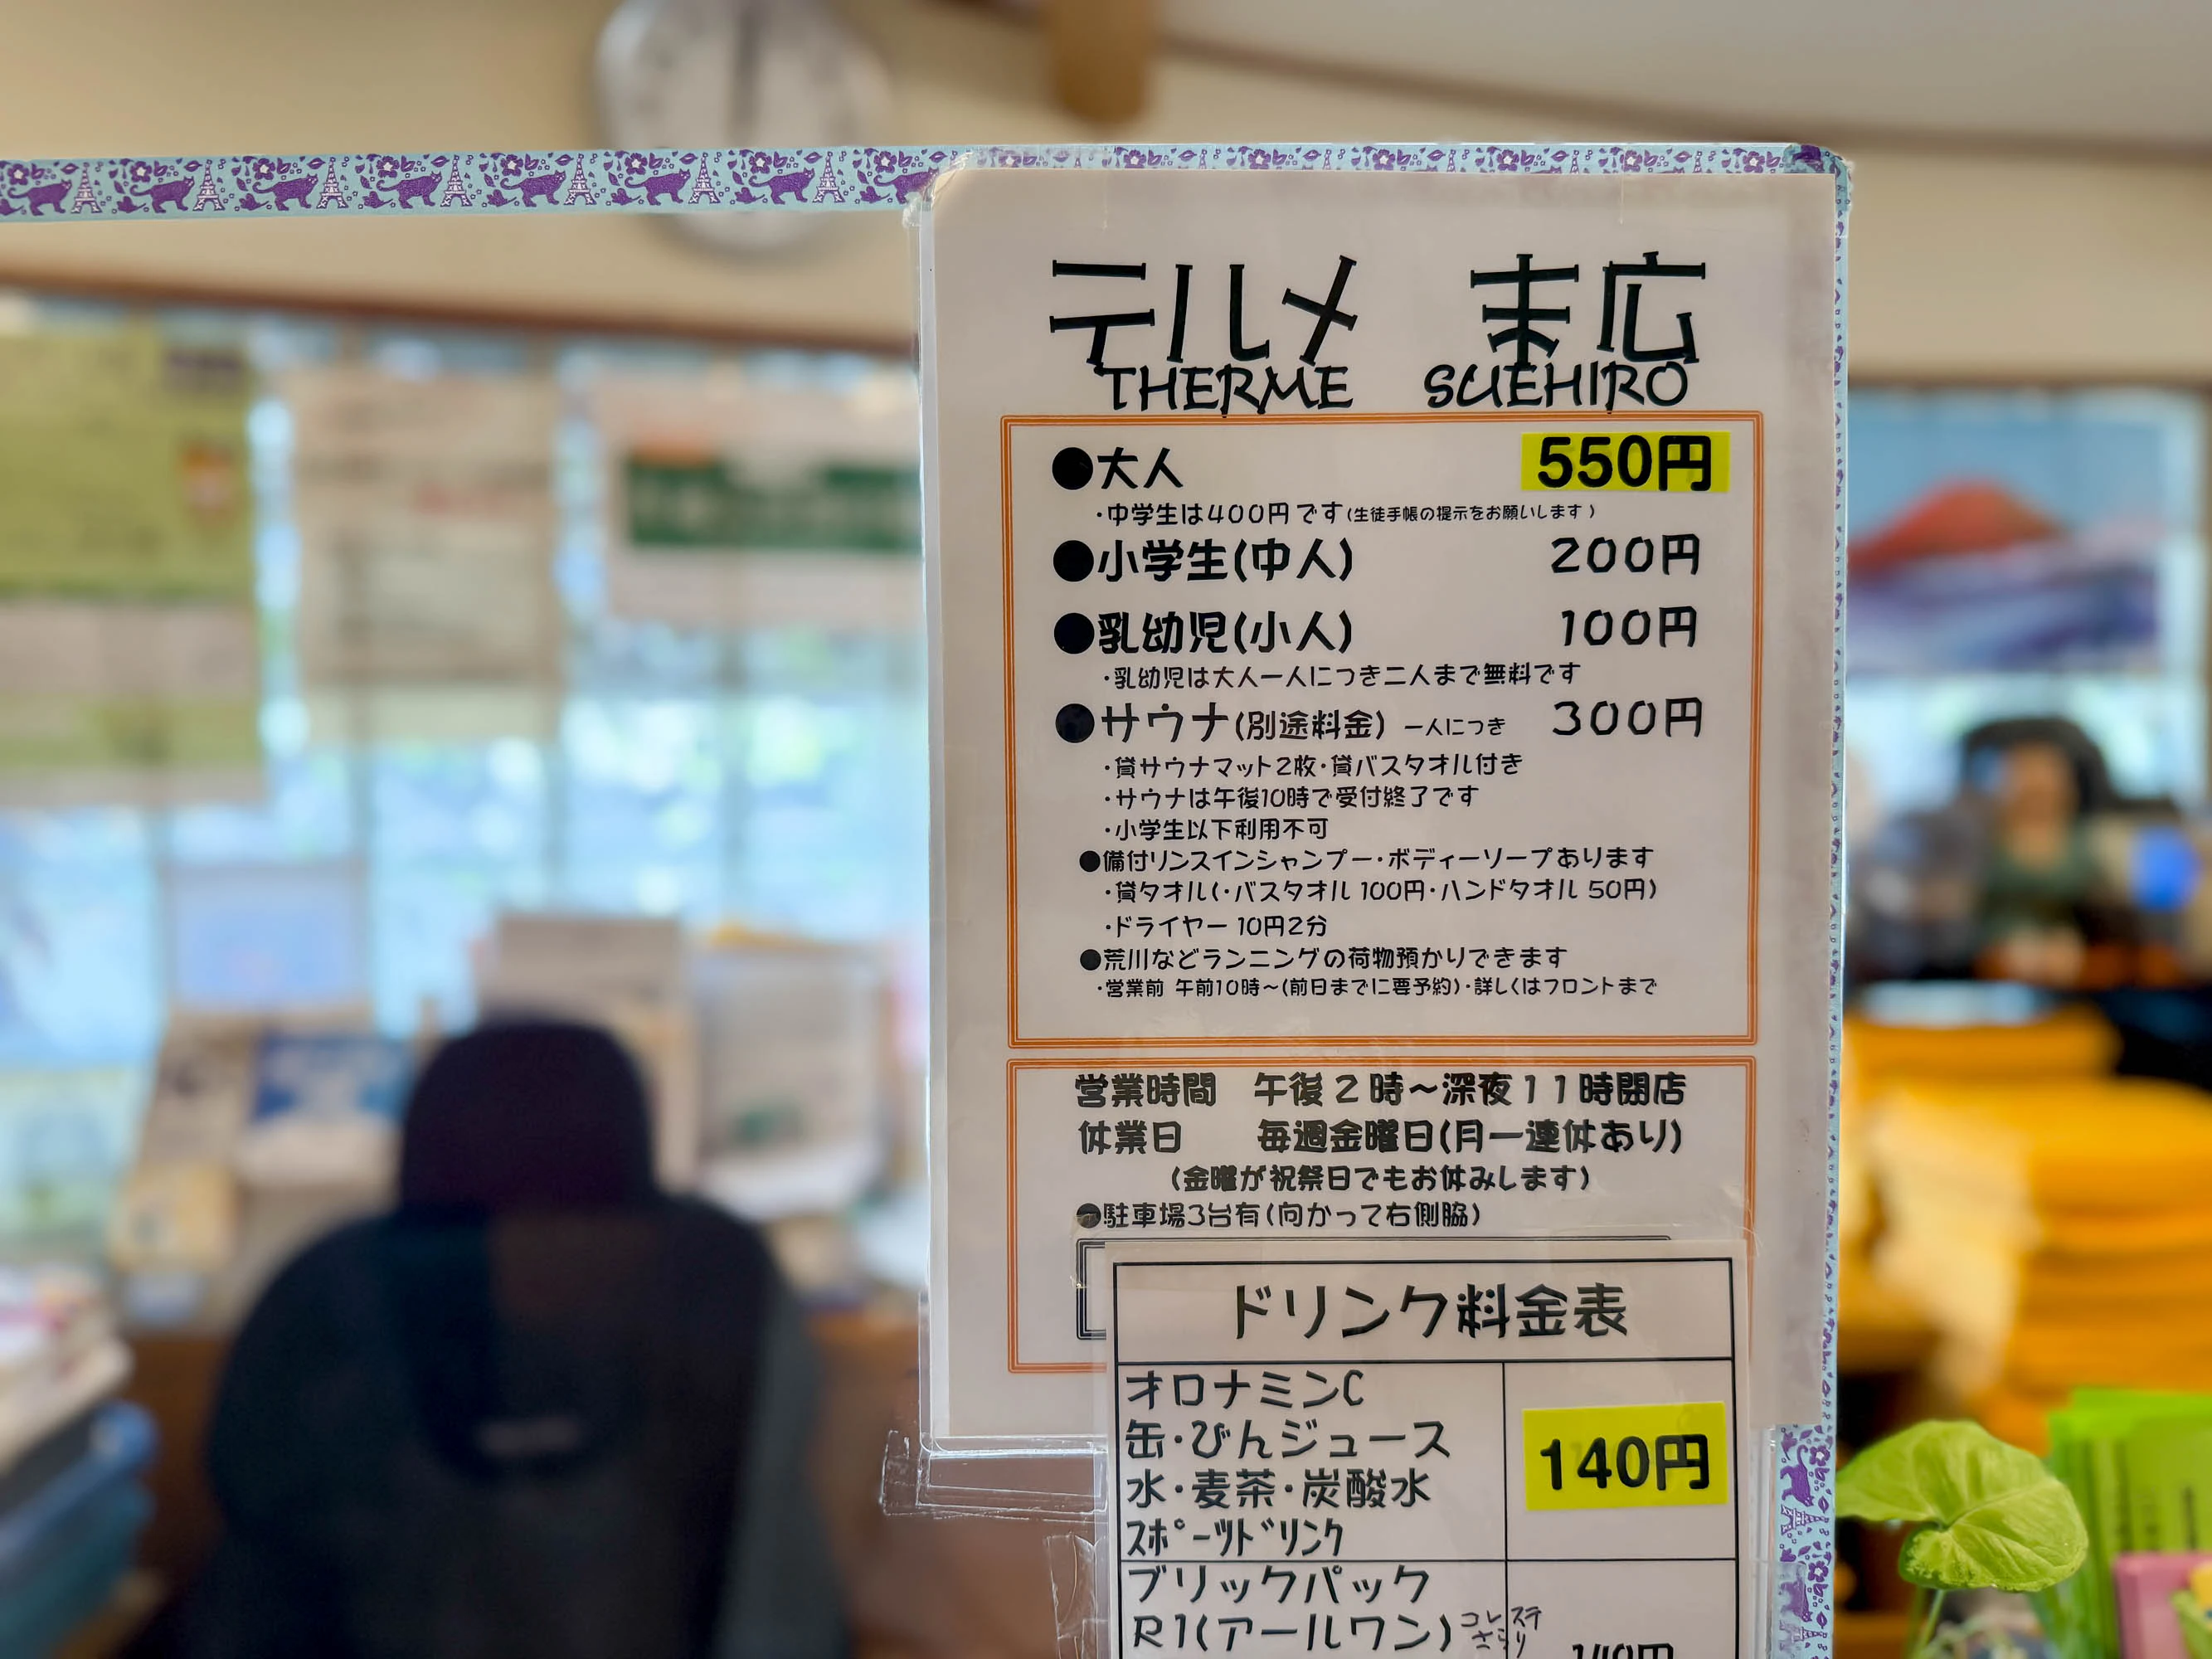 テルメ 末広
THERME SUEHIRO
●大人 550円
・中学生は400円です(生徒手帳の提示をお願いします)
●小学生(中人) 200円
●乳幼児(小人) 100円
・乳幼児は大人一人につき二人まで無料です
●サウナ(別途料金) 一人につき 300円
・貸サウナマット2枚・貸バスタオル付き
・サウナは午後10時で受付終了です
・小学生以下利用不可
●備付リンスインシャンプー・ボディーソープあります
・貸タオル(・バスタオル 100円・ハンドタオル 50円)
・ドライヤー 10円2分
●荒川などランニングの荷物預かりできます
・営業前 午前10時～(前日までに要予約)・詳しくはフロントまで
営業時間 午後2時～深夜11時閉店
休業日 毎週金曜日(月一連休あり)
(金曜が祝祭日でもお休みします)
●駐車場3台有(向かって右側脇)
ドリンク料金表
オロナミンC
缶・びんジュース
水・麦茶・炭酸水
140円
ｽﾎﾟｰﾂﾄﾞﾘﾝｸ
ブリックパック
R1(アールワン)
コレステ
140円